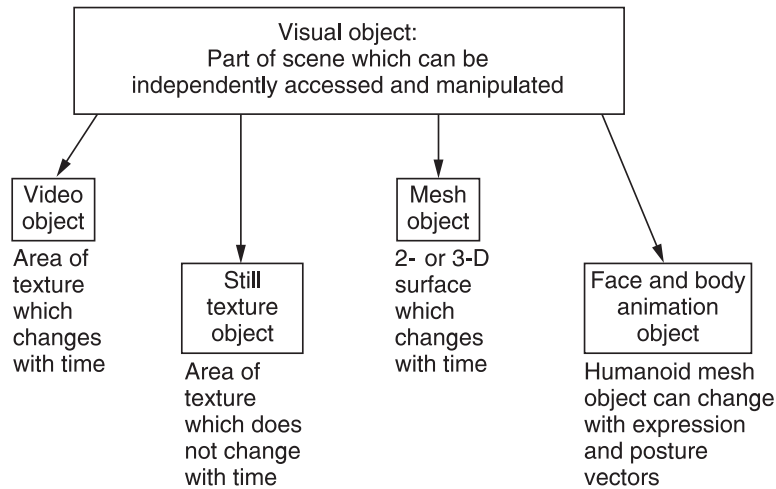 Visual object:
Part of scene which can be
independently accessed and manipulated
Video
object
Area of
texture
which
changes
with time
Still
texture
object
Area of
texture
which does
not change
with time
Mesh
object
2- or 3-D
surface
which
changes
with time
Face and body
animation
object
Humanoid mesh
object can change
with expression
and posture
vectors